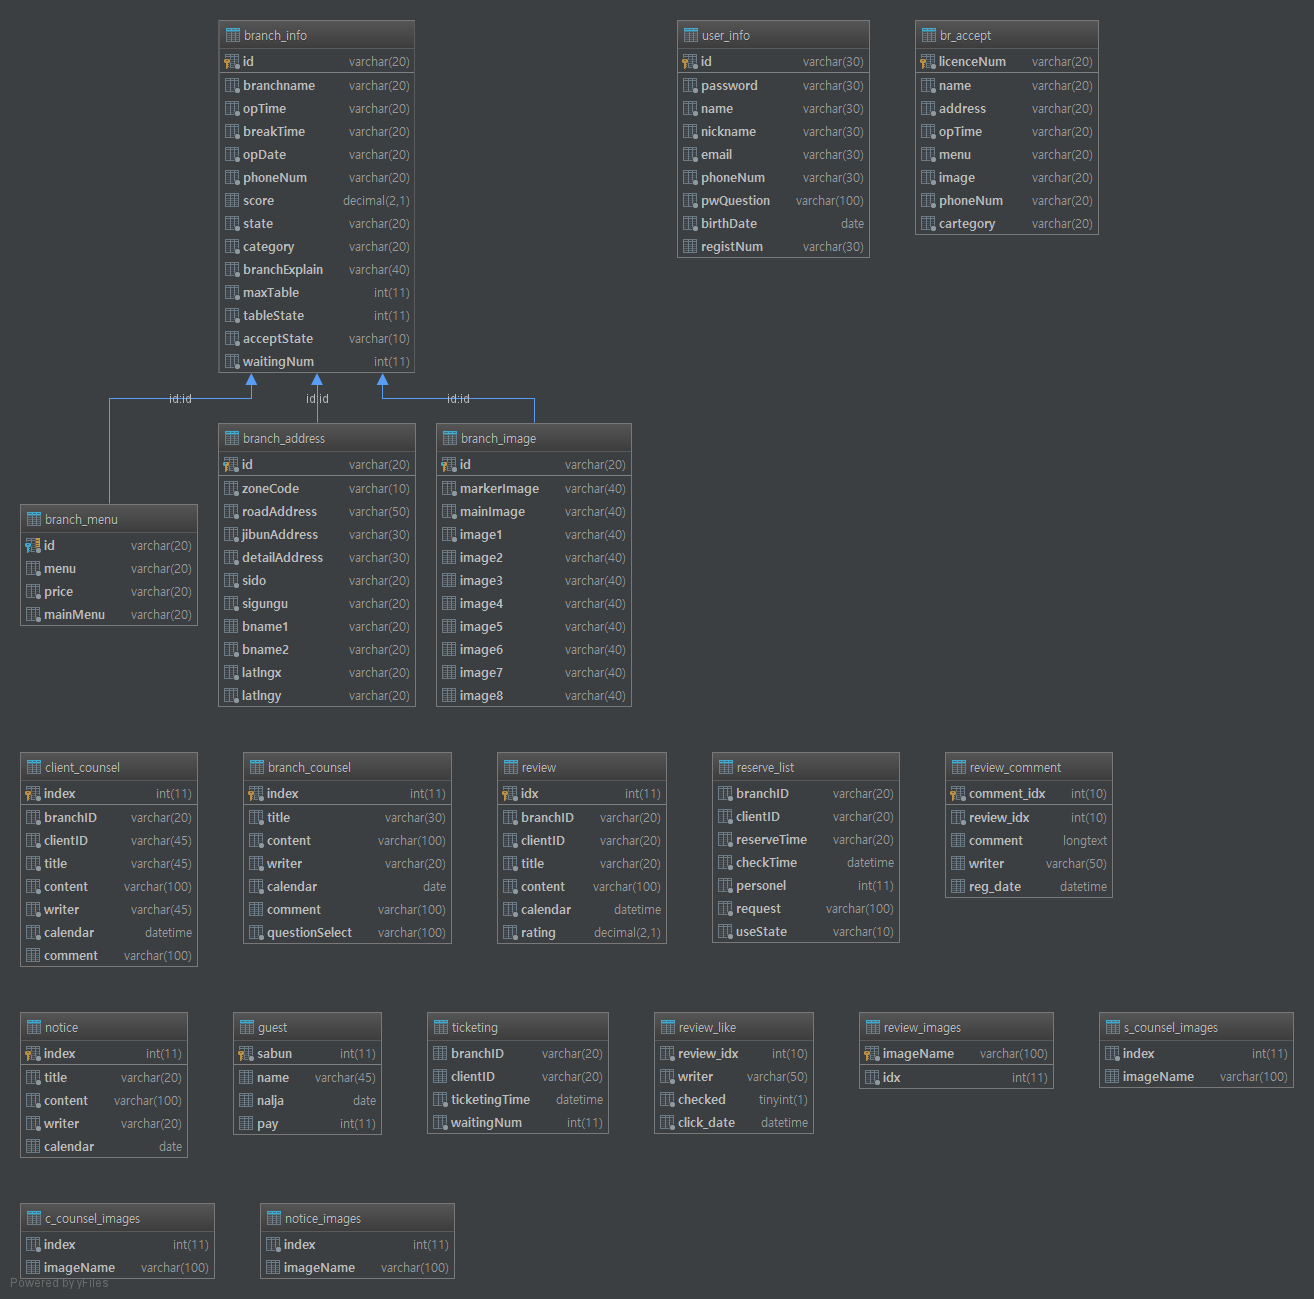 branch_info
id varchar(20)
branchname varchar(20)
opTime varchar(20)
breakTime varchar(20)
opDate varchar(20)
phoneNum varchar(20)
score decimal(2,1)
state varchar(20)
category varchar(20)
branchExplain varchar(40)
maxTable int(11)
tableState int(11)
acceptState varchar(10)
waitingNum int(11)
user_info
id varchar(30)
password varchar(30)
name varchar(30)
nickname varchar(30)
email varchar(30)
phoneNum varchar(30)
pwQuestion varchar(100)
birthDate date
registNum varchar(30)
br_accept
licenceNum varchar(20)
name varchar(20)
address varchar(20)
opTime varchar(20)
menu varchar(20)
image varchar(20)
phoneNum varchar(20)
cartegory varchar(20)
id:id
id:id
id:id
branch_menu
id varchar(20)
menu varchar(20)
price varchar(20)
mainMenu varchar(20)
branch_address
id varchar(20)
zoneCode varchar(10)
roadAddress varchar(50)
jibunAddress varchar(30)
detailAddress varchar(30)
sido varchar(20)
sigungu varchar(20)
bname1 varchar(20)
bname2 varchar(20)
latlngx varchar(20)
latlngy varchar(20)
branch_image
id varchar(20)
markerImage varchar(40)
mainImage varchar(40)
image1 varchar(40)
image2 varchar(40)
image3 varchar(40)
image4 varchar(40)
image5 varchar(40)
image6 varchar(40)
image7 varchar(40)
image8 varchar(40)
client_counsel
index int(11)
branchID varchar(20)
clientID varchar(45)
title varchar(45)
content varchar(100)
writer varchar(45)
calendar datetime
comment varchar(100)
branch_counsel
index int(11)
title varchar(30)
content varchar(100)
writer varchar(20)
calendar date
comment varchar(100)
questionSelect varchar(100)
review
idx int(11)
branchID varchar(20)
clientID varchar(20)
title varchar(20)
content varchar(100)
calendar datetime
rating decimal(2,1)
reserve_list
branchID varchar(20)
clientID varchar(20)
reserveTime varchar(20)
checkTime datetime
personel int(11)
request varchar(100)
useState varchar(10)
review_comment
comment_idx int(10)
review_idx int(10)
comment longtext
writer varchar(50)
reg_date datetime
notice
index int(11)
title varchar(20)
content varchar(100)
writer varchar(20)
calendar date
guest
sabun int(11)
name varchar(45)
nalja date
pay int(11)
ticketing
branchID varchar(20)
clientID varchar(20)
ticketingTime datetime
waitingNum int(11)
review_like
review_idx int(10)
writer varchar(50)
checked tinyint(1)
click_date datetime
review_images
imageName varchar(100)
idx int(11)
s_counsel_images
index int(11)
imageName varchar(100)
c_counsel_images
index int(11)
imageName varchar(100)
notice_images
index int(11)
imageName varchar(100)
Powered by yFiles